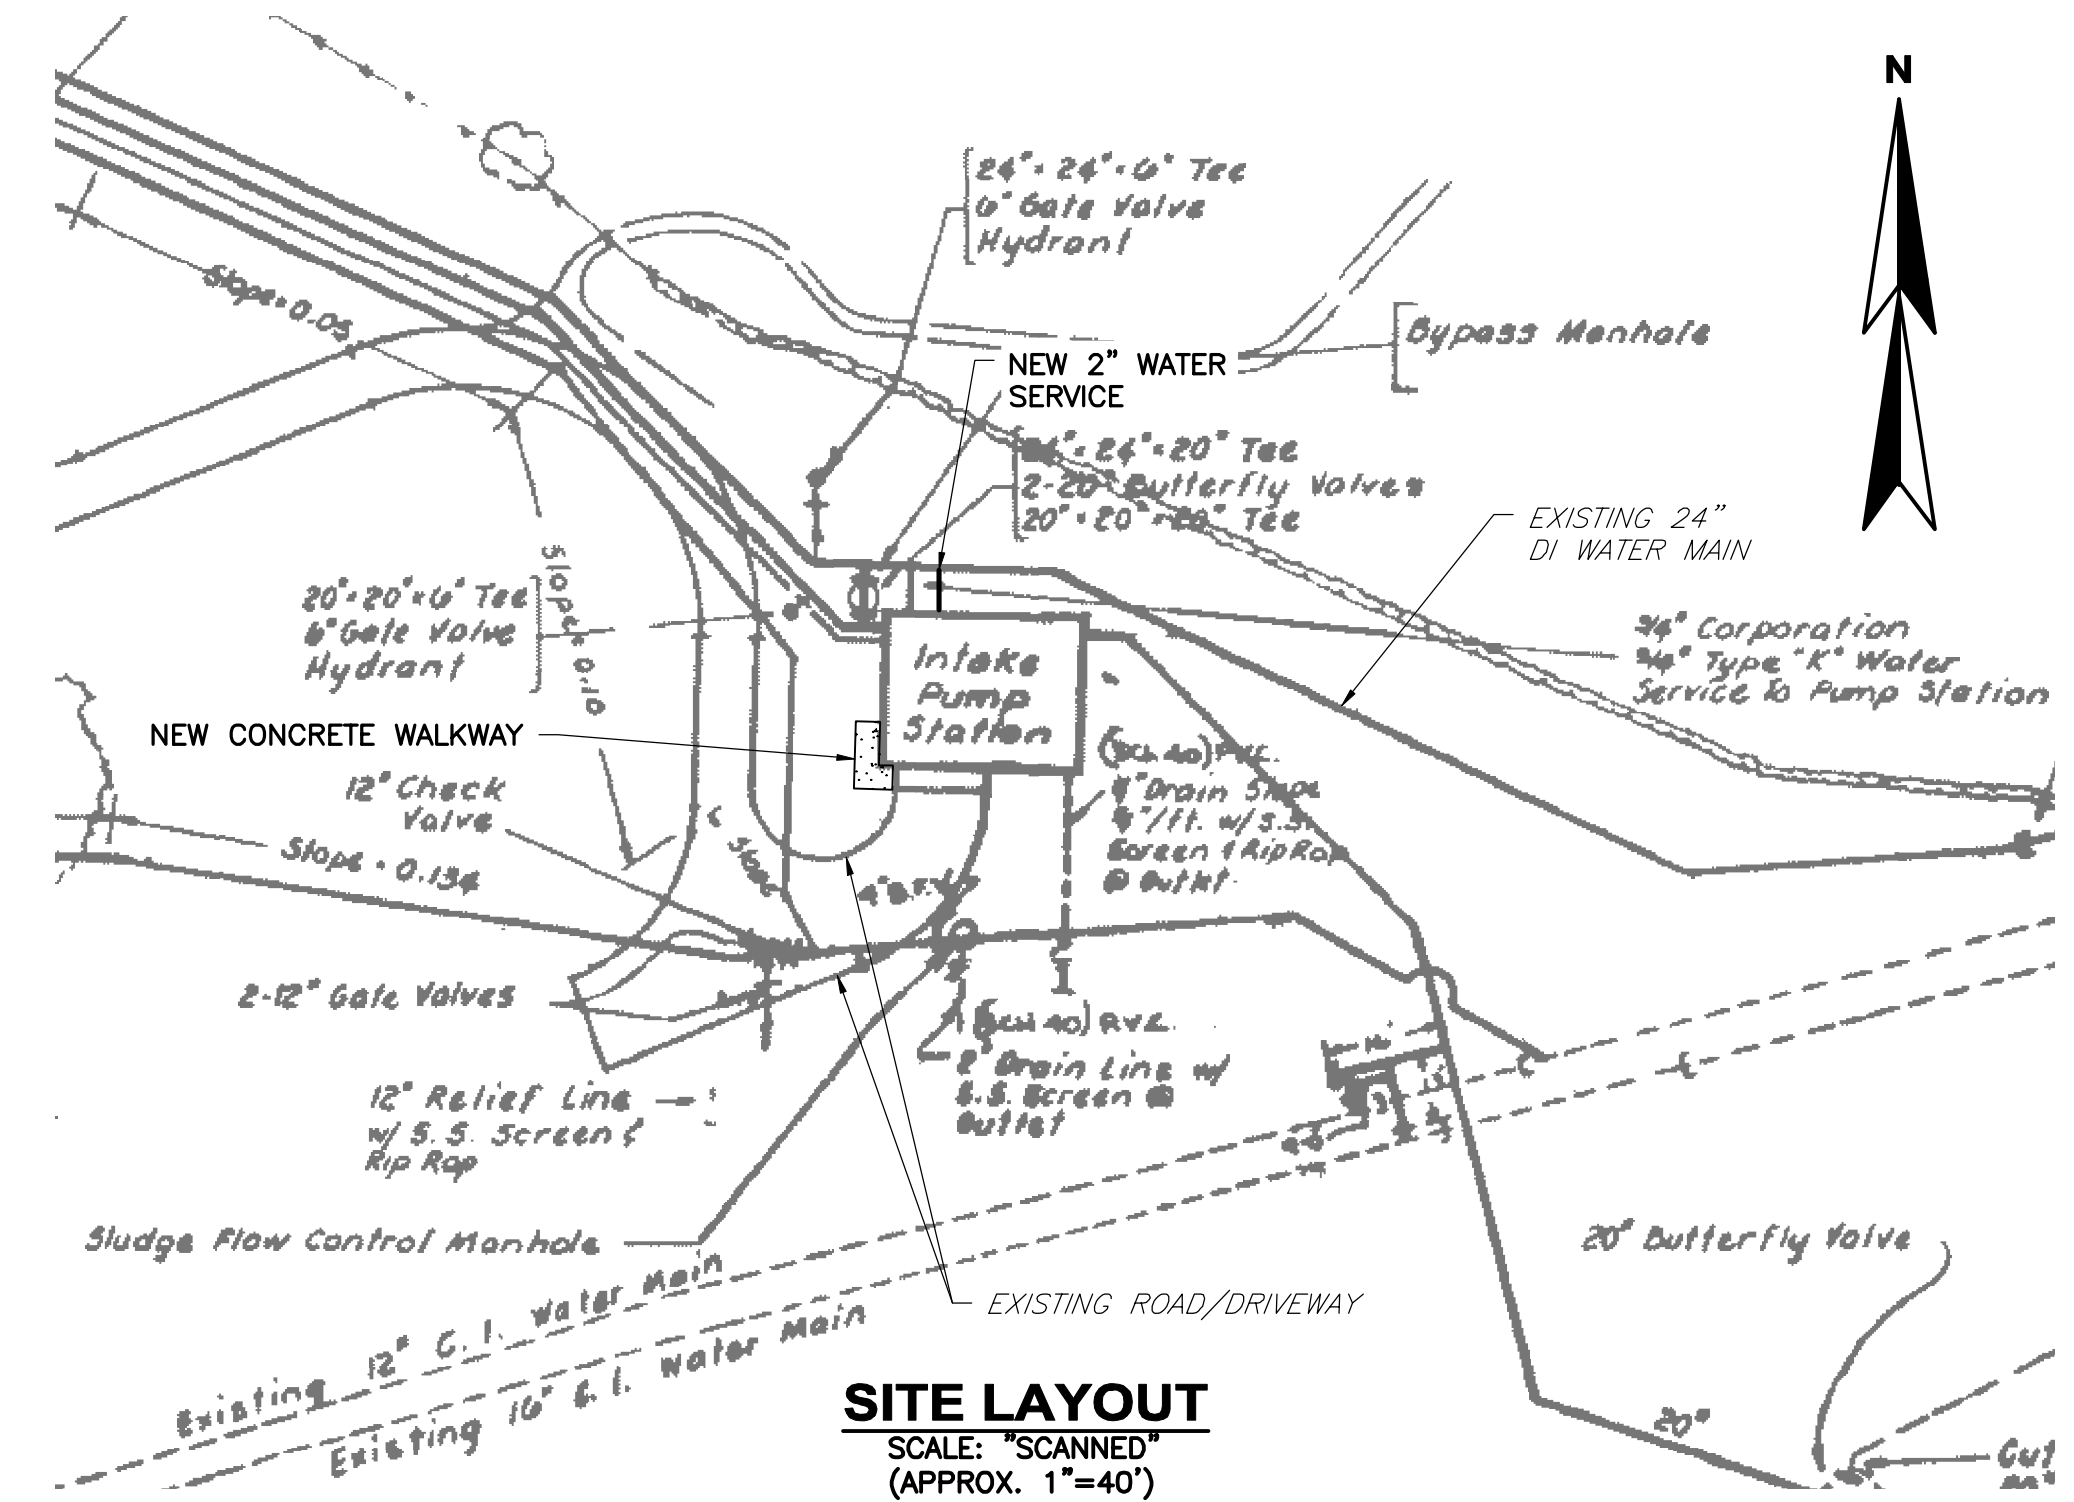 N
24" x 24" x 6" Tee
6" Gate Valve
Hydrant
Slope = 0.05
Bypass Manhole
NEW 2" WATER
SERVICE
24" x 24" x 20" Tee
2-20" Butterfly Valves
20" x 20" x 20" Tee
EXISTING 24"
DI WATER MAIN
Slope = 0.10
20" x 20" x 6" Tee
6" Gate Valve
Hydrant
3/4" Corporation
3/4" Type "K" Water
Service to Pump Station
Intake
Pump
Station
NEW CONCRETE WALKWAY
(Sch. 40) PVC.
Drain Slope
"/ft. w/ S.S.
Screen & Rip Rap
@ Outlet
12" Check
Valve
Slope = 0.134
Slope
4"
2-12" Gate Valves
(SCH 40) P.V.C.
2" Drain Line w/
S.S. Screen @
Outlet
16'
12" Relief Line
w/ S.S. Screen &
Rip Rap
Sludge Flow Control Manhole
20" Butterfly Valve
Existing 12" C.I. Water Main
EXISTING ROAD/DRIVEWAY
Existing 16" C.I. Water Main
20"
SITE LAYOUT
SCALE: "SCANNED"
(APPROX. 1"=40')